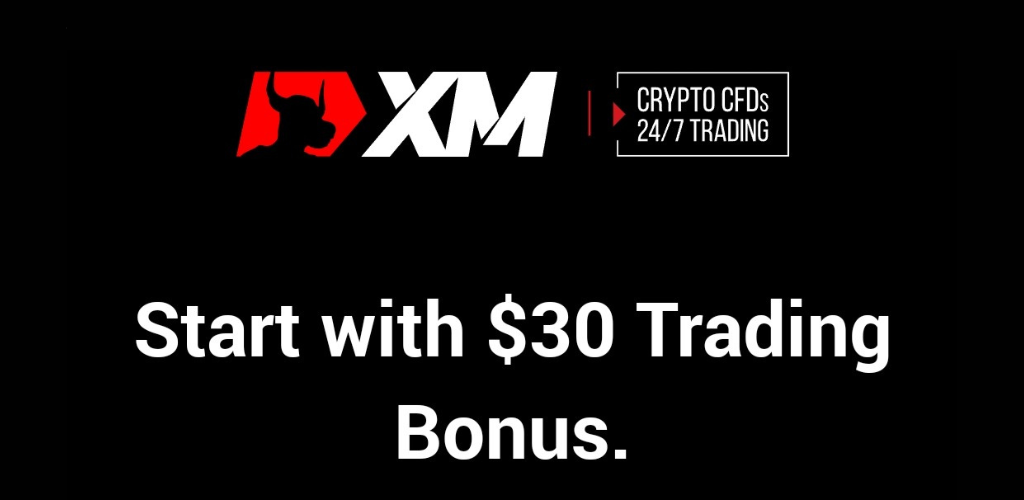 XM
CRYPTO CFDs
24/7 TRADING
Start with $30 Trading
Bonus.